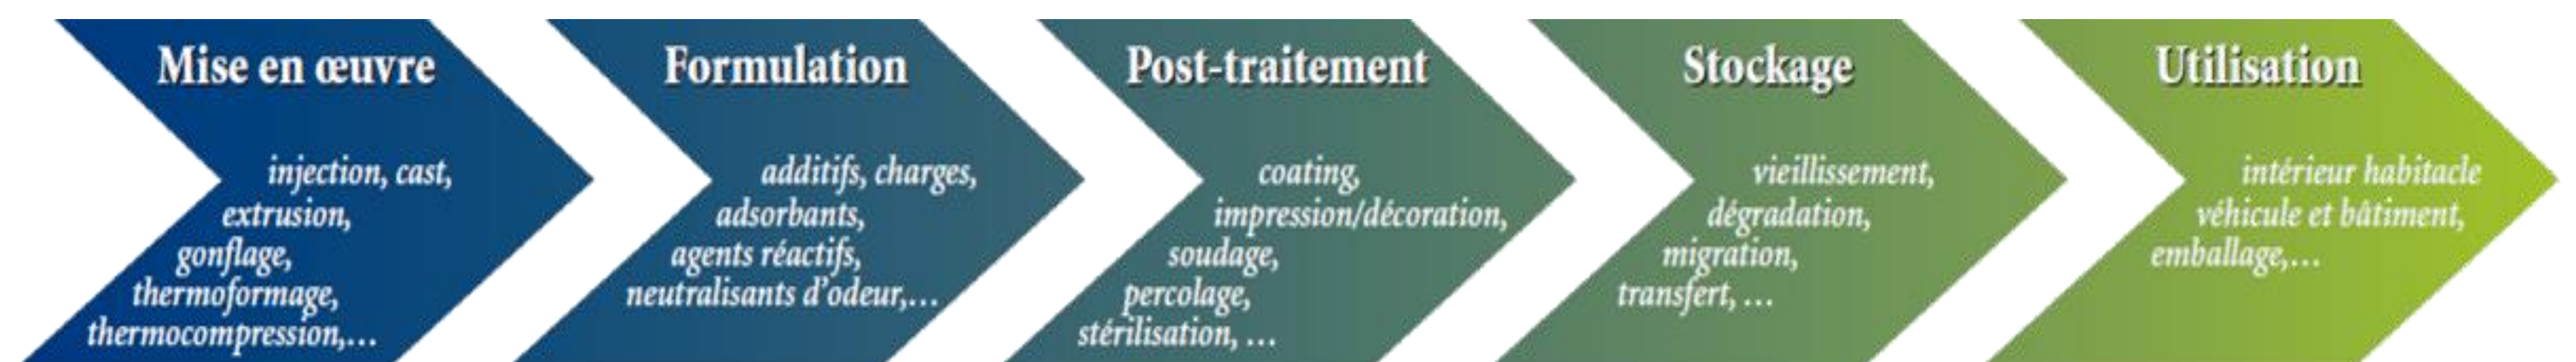 Mise en œuvre
injection, cast,
extrusion,
gonflage,
thermoformage,
thermocompression,...
Formulation
additifs, charges,
adsorbants,
agents réactifs,
neutralisants d'odeur,...
Post-traitement
coating,
impression/décoration,
soudage,
percolage,
stérilisation, ...
Stockage
vieillissement,
dégradation,
migration,
transfert, ...
Utilisation
intérieur habitacle
véhicule et bâtiment,
emballage,...